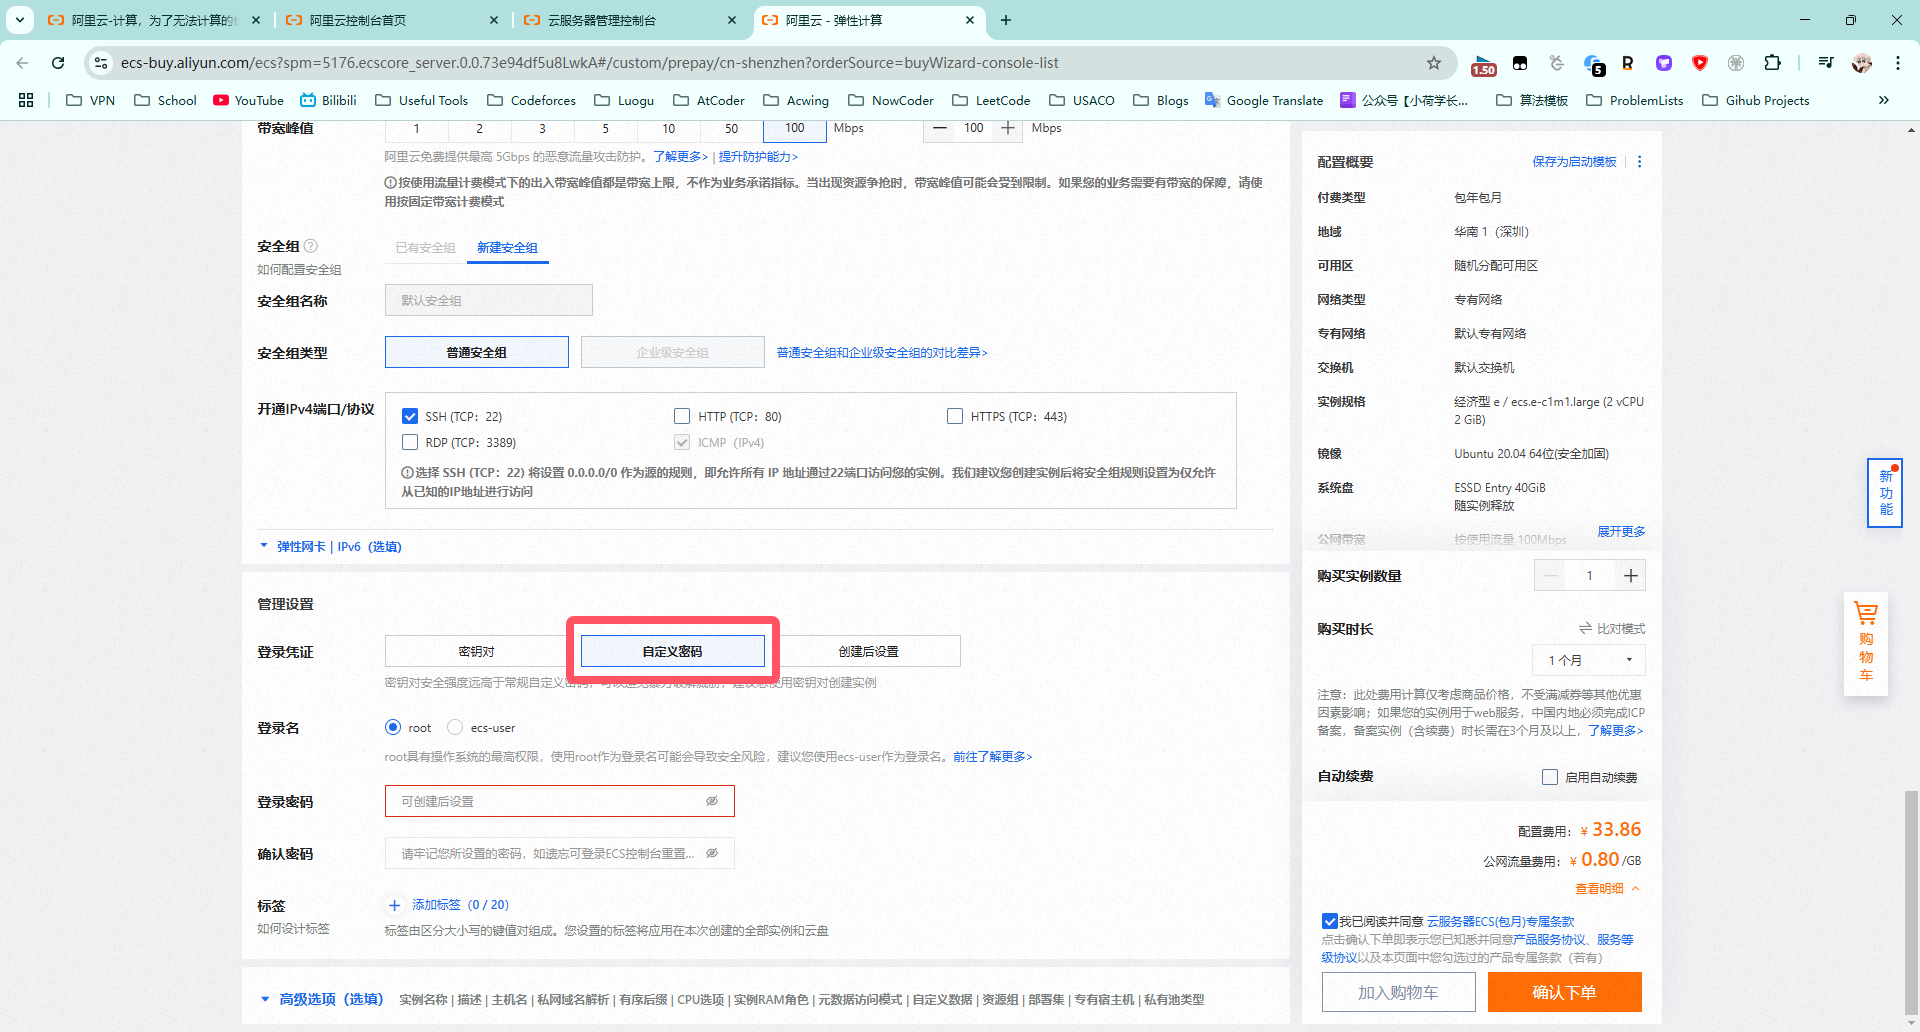 阿里云-计算，为了无法计算的
阿里云控制台首页
云服务器管理控制台
阿里云 - 弹性计算
ecs-buy.aliyun.com/ecs?spm=5176.ecscore_server.0.0.73e94df5u8LwkA#/custom/prepay/cn-shenzhen?orderSource=buyWizard-console-list
1.50
5
R
VPN
School
YouTube
Bilibili
Useful Tools
Codeforces
Luogu
AtCoder
Acwing
NowCoder
LeetCode
USACO
Blogs
Google Translate
公众号【小荷学长...
算法模板
ProblemLists
Gihub Projects
带宽峰值
1 2 3 5 10 50 100 Mbps
100 Mbps
阿里云免费提供最高 5Gbps 的恶意流量攻击防护。了解更多> | 提升防护能力>
按使用流量计费模式下的出入带宽峰值都是带宽上限，不作为业务承诺指标。当出现资源争抢时，带宽峰值可能会受到限制。如果您的业务需要有带宽的保障，请使
用按固定带宽计费模式
安全组
已有安全组 新建安全组
如何配置安全组
安全组名称
默认安全组
安全组类型
普通安全组
企业级安全组
普通安全组和企业级安全组的对比差异>
开通IPv4端口/协议
SSH (TCP：22)
HTTP (TCP：80)
HTTPS (TCP：443)
RDP (TCP：3389)
ICMP（IPv4)
选择 SSH (TCP：22) 将设置 0.0.0.0/0 作为源的规则，即允许所有 IP 地址通过22端口访问您的实例。我们建议您创建实例后将安全组规则设置为仅允许
从已知的IP地址进行访问
弹性网卡 | IPv6（选填）
管理设置
登录凭证
密钥对
自定义密码
创建后设置
密钥对安全强度远高于常规自定义密码，可以避免暴力破解威胁，建议您使用密钥对创建实例
登录名
root
ecs-user
root具有操作系统的最高权限，使用root作为登录名可能会导致安全风险，建议您使用ecs-user作为登录名。前往了解更多>
登录密码
可创建后设置
确认密码
请牢记您所设置的密码，如遗忘可登录ECS控制台重置...
标签
添加标签（0 / 20）
如何设计标签
标签由区分大小写的键值对组成。您设置的标签将应用在本次创建的全部实例和云盘
高级选项（选填）
实例名称 | 描述 | 主机名 | 私网域名解析 | 有序后缀 | CPU选项 | 实例RAM角色 | 元数据访问模式 | 自定义数据 | 资源组 | 部署集 | 专有宿主机 | 私有池类型
配置概要
保存为启动模板
付费类型
包年包月
地域
华南 1（深圳）
可用区
随机分配可用区
网络类型
专有网络
专有网络
默认专有网络
交换机
默认交换机
实例规格
经济型 e / ecs.e-c1m1.large (2 vCPU
2 GiB)
镜像
Ubuntu 20.04 64位(安全加固)
系统盘
ESSD Entry 40GiB
随实例释放
公网带宽
按使用流量 100Mbps
展开更多
购买实例数量
1
购买时长
比对模式
1 个月
注意：此处费用计算仅考虑商品价格，不受满减券等其他优惠
因素影响；如果您的实例用于web服务，中国内地必须完成ICP
备案，备案实例（含续费）时长需在3个月及以上，了解更多>
自动续费
启用自动续费
配置费用：¥ 33.86
公网流量费用：¥ 0.80 /GB
查看明细
我已阅读并同意 云服务器ECS(包月)专属条款
点击确认下单即表示您已知悉并同意产品服务协议、服务等
级协议以及本页面中您勾选过的产品专属条款（若有）
加入购物车
确认下单
新功能
购物车